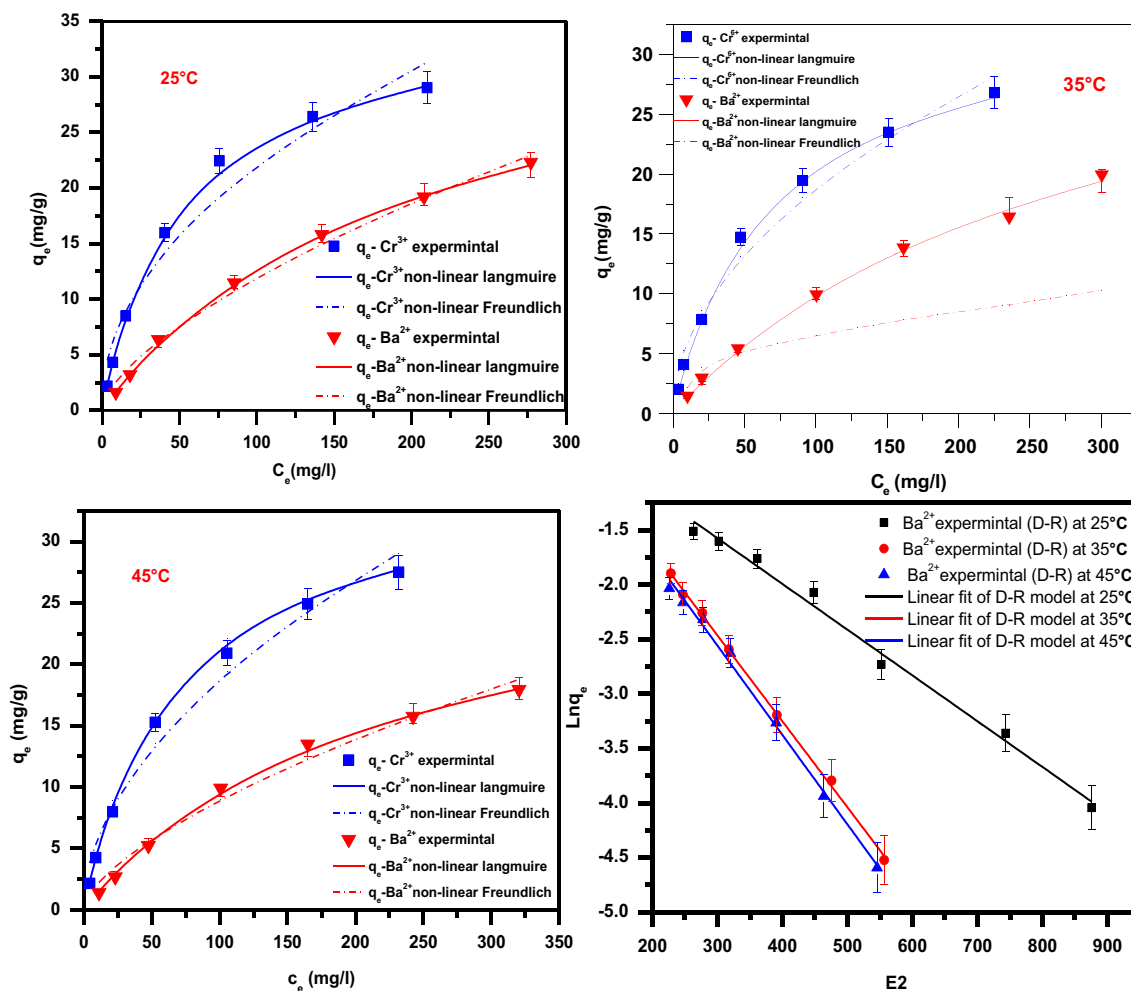 35
30
25
20
15
10
5
0
q_e(mg/g)
25°C
q_e- Cr³⁺ expermintal
q_e-Cr³⁺non-linear langmuire
q_e-Cr³⁺non-linear Freundlich
q_e- Ba²⁺ expermintal
q_e-Ba²⁺non-linear langmuire
q_e-Ba²⁺non-linear Freundlich
0 50 100 150 200 250 300
C_e(mg/l)
30
25
20
15
10
5
0
q_e(mg/g)
q_e- Cr⁶⁺ expermintal
q_e-Cr⁶⁺non-linear langmuire
q_e-Cr⁶⁺non-linear Freundlich
q_e- Ba²⁺expermintal
q_e-Ba²⁺non-linear langmuire
q_e-Ba²⁺non-linear Freundlich
35°C
0 50 100 150 200 250 300
C_e (mg/l)
30
25
20
15
10
5
0
q_e (mg/g)
45°C
q_e- Cr³⁺ expermintal
q_e-Cr³⁺non-linear langmuire
q_e-Cr³⁺non-linear Freundlich
q_e- Ba²⁺ expermintal
q_e-Ba²⁺non-linear langmuire
q_e-Ba²⁺non-linear Freundlich
0 50 100 150 200 250 300 350
c_e (mg/l)
-1.5
-2.0
-2.5
-3.0
-3.5
-4.0
-4.5
-5.0
Lnq_e
Ba²⁺expermintal (D-R) at 25°C
Ba²⁺expermintal (D-R) at 35°C
Ba²⁺expermintal (D-R) at 45°C
Linear fit of D-R model at 25°C
Linear fit of D-R model at 35°C
Linear fit of D-R model at 45°C
200 300 400 500 600 700 800 900
E2